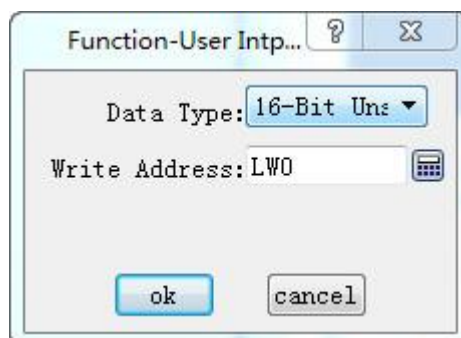 Function-User Intp...
Data Type: 16-Bit Uns
Write Address: LW0
ok cancel